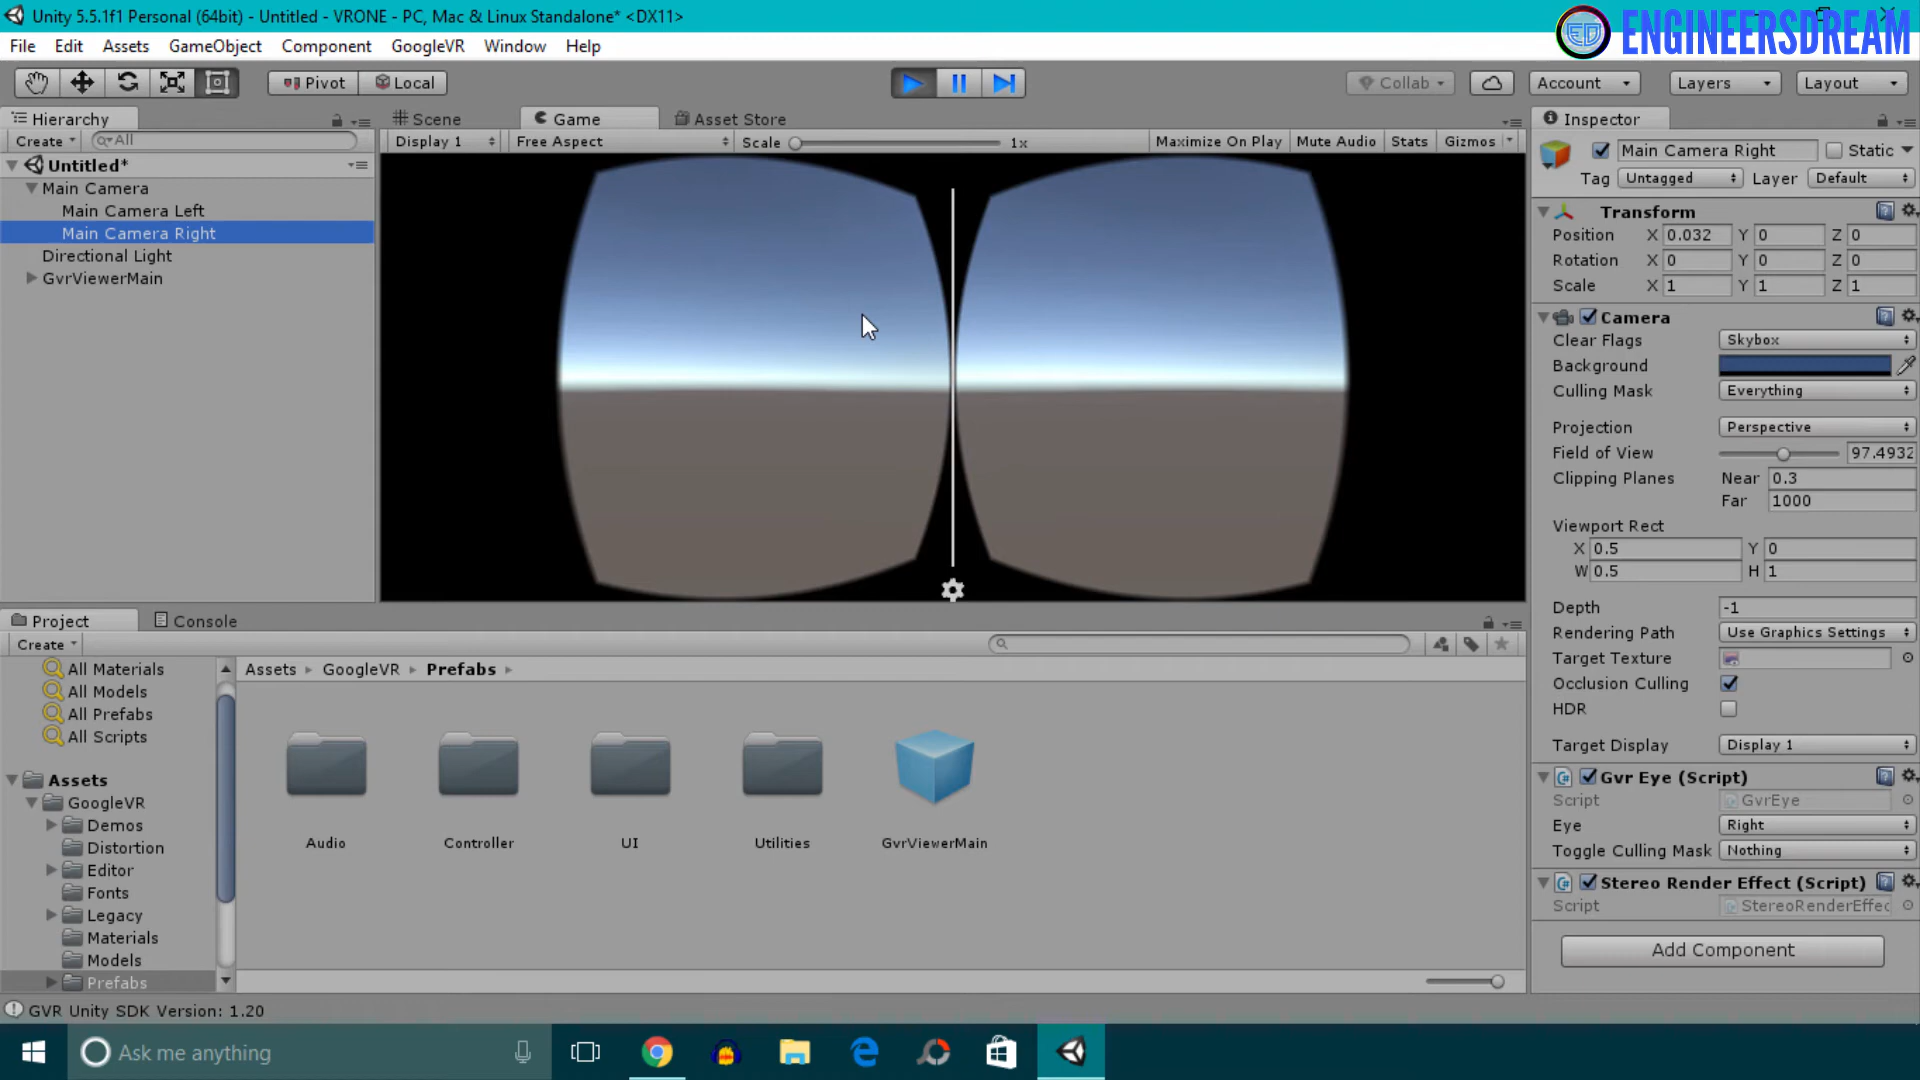 Unity 5.5.1f1 Personal (64bit) - Untitled - VRONE - PC, Mac & Linux Standalone* <DX11>
ENGINEERSDREAM
File Edit Assets GameObject Component GoogleVR Window Help
Pivot Local Collab Account Layers Layout
Hierarchy
Create All
Untitled*
Main Camera
Main Camera Left
Main Camera Right
Directional Light
GvrViewerMain
Scene Game Asset Store
Display 1 Free Aspect Scale 1x Maximize On Play Mute Audio Stats Gizmos
Inspector
Main Camera Right Static
Tag Untagged Layer Default
Transform
Position X 0.032 Y 0 Z 0
Rotation X 0 Y 0 Z 0
Scale X 1 Y 1 Z 1
Camera
Clear Flags Skybox
Background
Culling Mask Everything
Projection Perspective
Field of View 97.4932
Clipping Planes Near 0.3
Far 1000
Viewport Rect
X 0.5 Y 0
W 0.5 H 1
Depth -1
Rendering Path Use Graphics Settings
Target Texture
Occlusion Culling
HDR
Target Display Display 1
Gvr Eye (Script)
Script GvrEye
Eye Right
Toggle Culling Mask Nothing
Stereo Render Effect (Script)
Script StereoRenderEffec
Add Component
Project Console
Create
All Materials
All Models
All Prefabs
All Scripts
Assets
GoogleVR
Demos
Distortion
Editor
Fonts
Legacy
Materials
Models
Prefabs
Assets GoogleVR Prefabs
Audio Controller UI Utilities GvrViewerMain
GVR Unity SDK Version: 1.20
Ask me anything